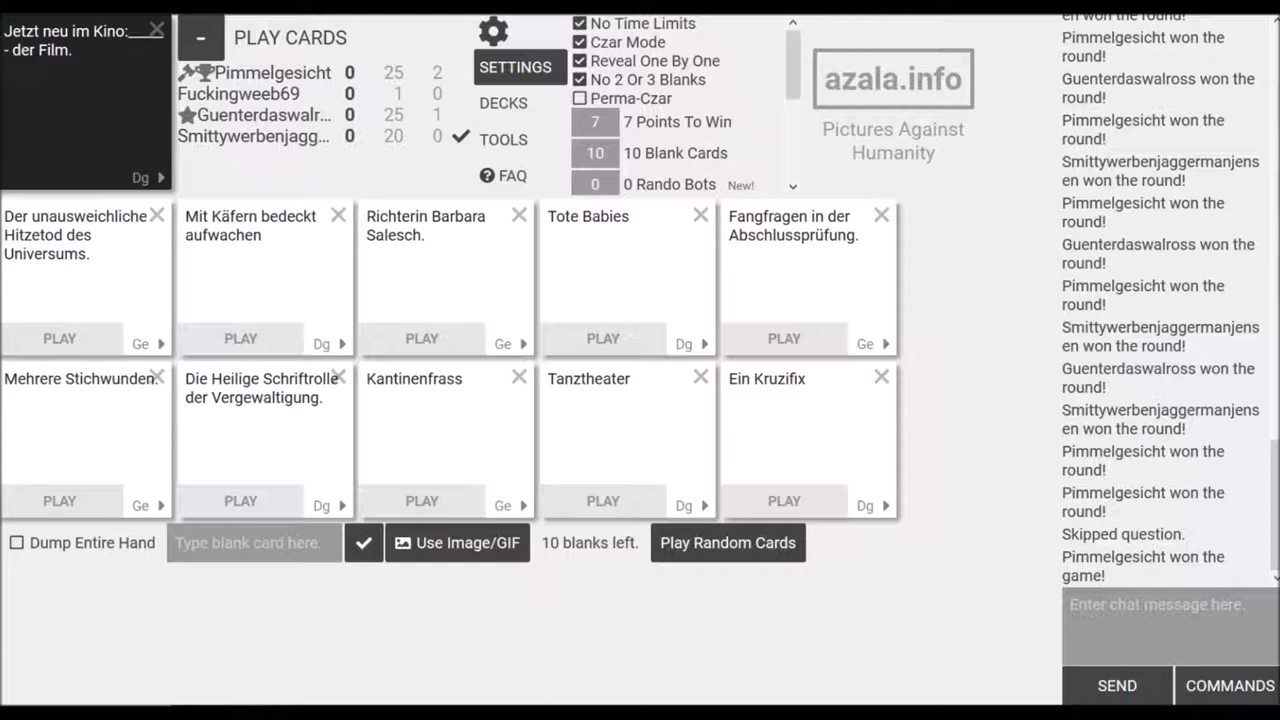 Jetzt neu im Kino:____
- der Film.
Dg
-
PLAY CARDS
Pimmelgesicht 0 25 2
Fuckingweeb69 0 1 0
Guenterdaswalr... 0 25 1
Smittywerbenjagg... 0 20 0
SETTINGS
DECKS
TOOLS
FAQ
No Time Limits
Czar Mode
Reveal One By One
No 2 Or 3 Blanks
Perma-Czar
7 7 Points To Win
10 10 Blank Cards
0 0 Rando Bots New!
azala.info
Pictures Against
Humanity
Der unausweichliche
Hitzetod des
Universums.
PLAY Ge
Mit Käfern bedeckt
aufwachen
PLAY Dg
Richterin Barbara
Salesch.
PLAY Ge
Tote Babies
PLAY Dg
Fangfragen in der
Abschlussprüfung.
PLAY Ge
Mehrere Stichwunden.
PLAY Ge
Die Heilige Schriftrolle
der Vergewaltigung.
PLAY Dg
Kantinenfrass
PLAY Ge
Tanztheater
PLAY Dg
Ein Kruzifix
PLAY Dg
Dump Entire Hand
Type blank card here.
Use Image/GIF
10 blanks left.
Play Random Cards
en won the round!
Pimmelgesicht won the
round!
Guenterdaswalross won the
round!
Pimmelgesicht won the
round!
Smittywerbenjaggermanjens
en won the round!
Pimmelgesicht won the
round!
Guenterdaswalross won the
round!
Pimmelgesicht won the
round!
Smittywerbenjaggermanjens
en won the round!
Guenterdaswalross won the
round!
Smittywerbenjaggermanjens
en won the round!
Pimmelgesicht won the
round!
Pimmelgesicht won the
round!
Skipped question.
Pimmelgesicht won the
game!
Enter chat message here.
SEND
COMMANDS